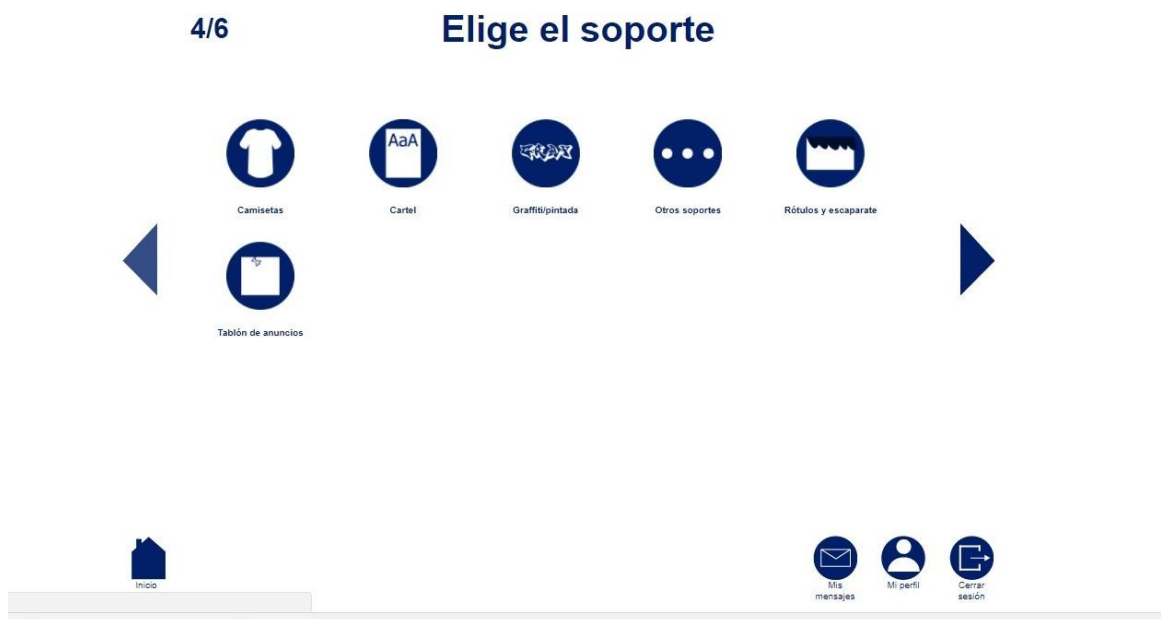 4/6
Elige el soporte
AaA
Camisetas
Cartel
Graffiti/pintada
Otros soportes
Rótulos y escaparate
Tablón de anuncios
Inicio
Mis
mensajes
Mi perfil
Cerrar
sesión